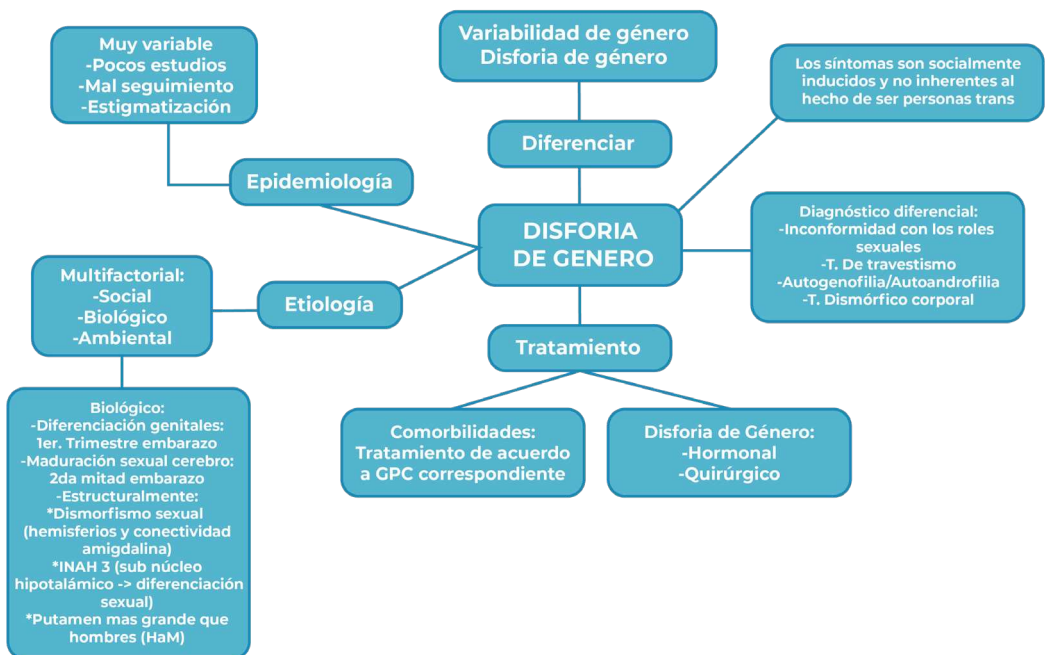 Muy variable
-Pocos estudios
-Mal seguimiento
-Estigmatización
Variabilidad de género
Disforia de género
Los síntomas son socialmente
inducidos y no inherentes al
hecho de ser personas trans
Diferenciar
Epidemiología
DISFORIA
DE GENERO
Diagnóstico diferencial:
-Inconformidad con los roles
sexuales
-T. De travestismo
-Autogenofilia/Autoandrofilia
-T. Dismórfico corporal
Multifactorial:
-Social
-Biológico
-Ambiental
Etiología
Tratamiento
Biológico:
-Diferenciación genitales:
1er. Trimestre embarazo
-Maduración sexual cerebro:
2da mitad embarazo
-Estructuralmente:
*Dismorfismo sexual
(hemisferios y conectividad
amigdalina)
*INAH 3 (sub núcleo
hipotalámico -> diferenciación
sexual)
*Putamen mas grande que
hombres (HaM)
Comorbilidades:
Tratamiento de acuerdo
a GPC correspondiente
Disforia de Género:
-Hormonal
-Quirúrgico